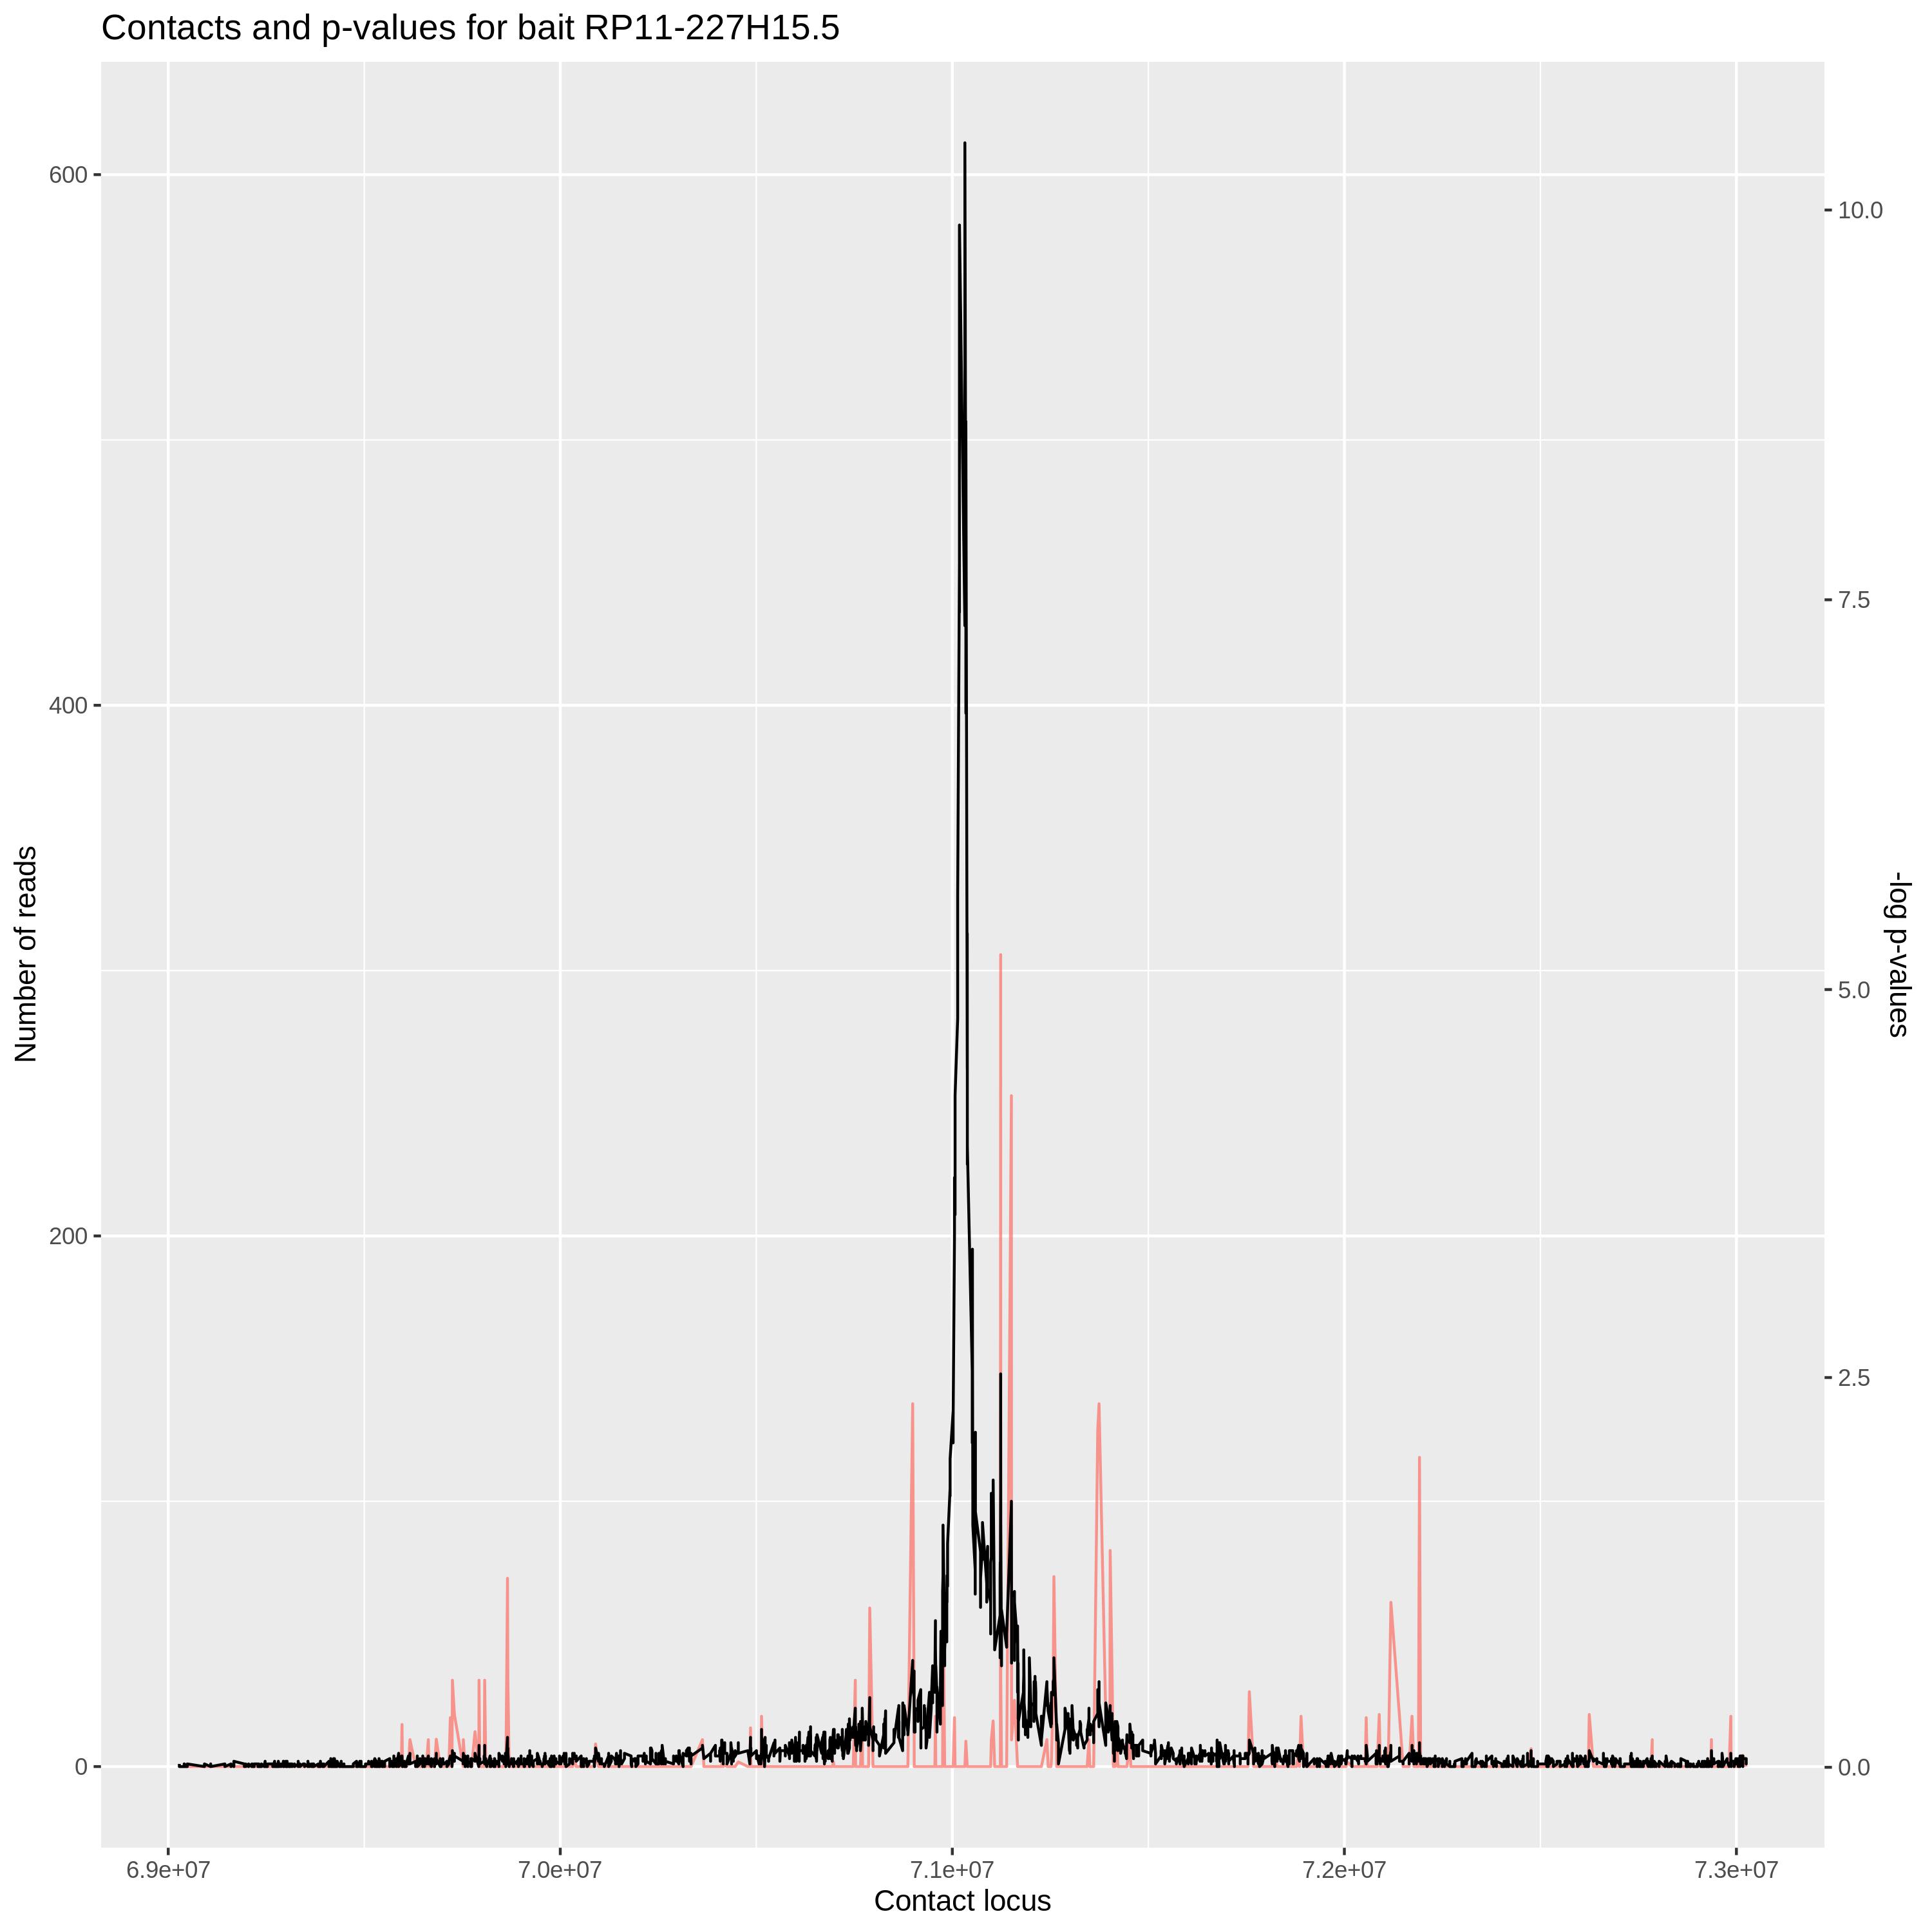 Contacts and p-values for bait RP11-227H15.5
600
400
200
0
Number of reads
10.0
7.5
5.0
2.5
0.0
-log p-values
6.9e+07
7.0e+07
7.1e+07
7.2e+07
7.3e+07
Contact locus